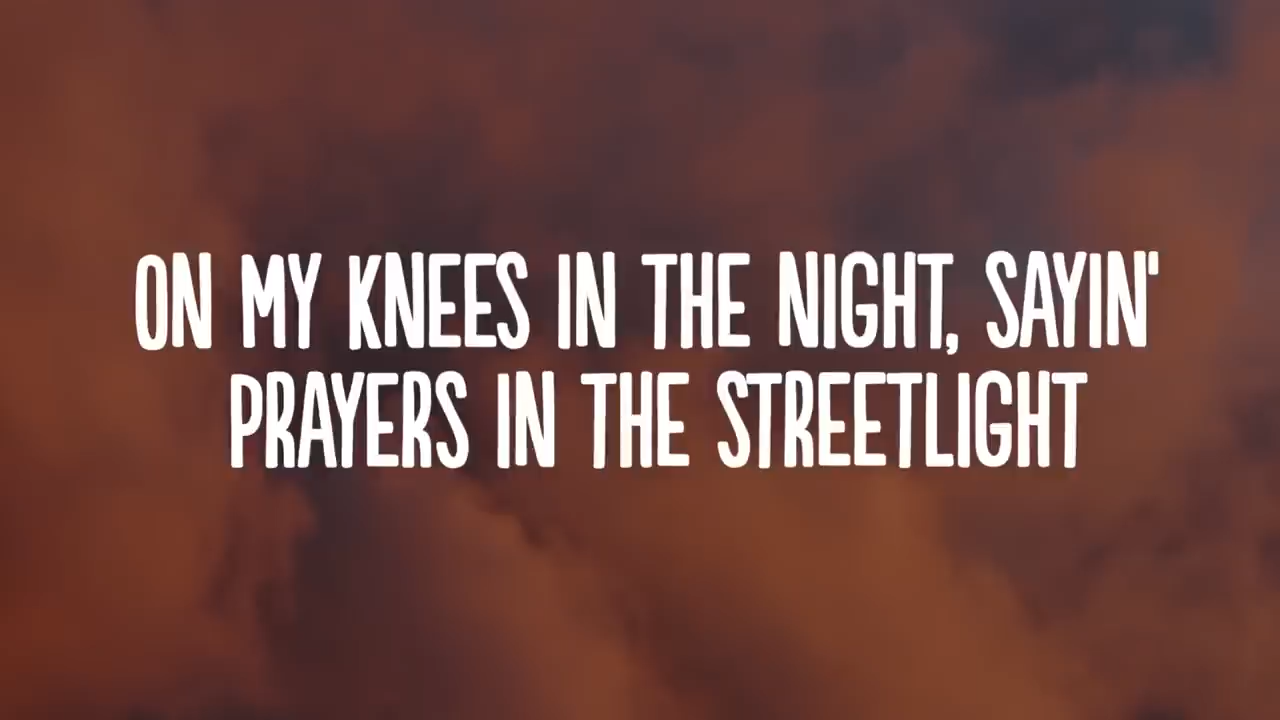 ON MY KNEES IN THE NIGHT, SAYIN'
PRAYERS IN THE STREETLIGHT